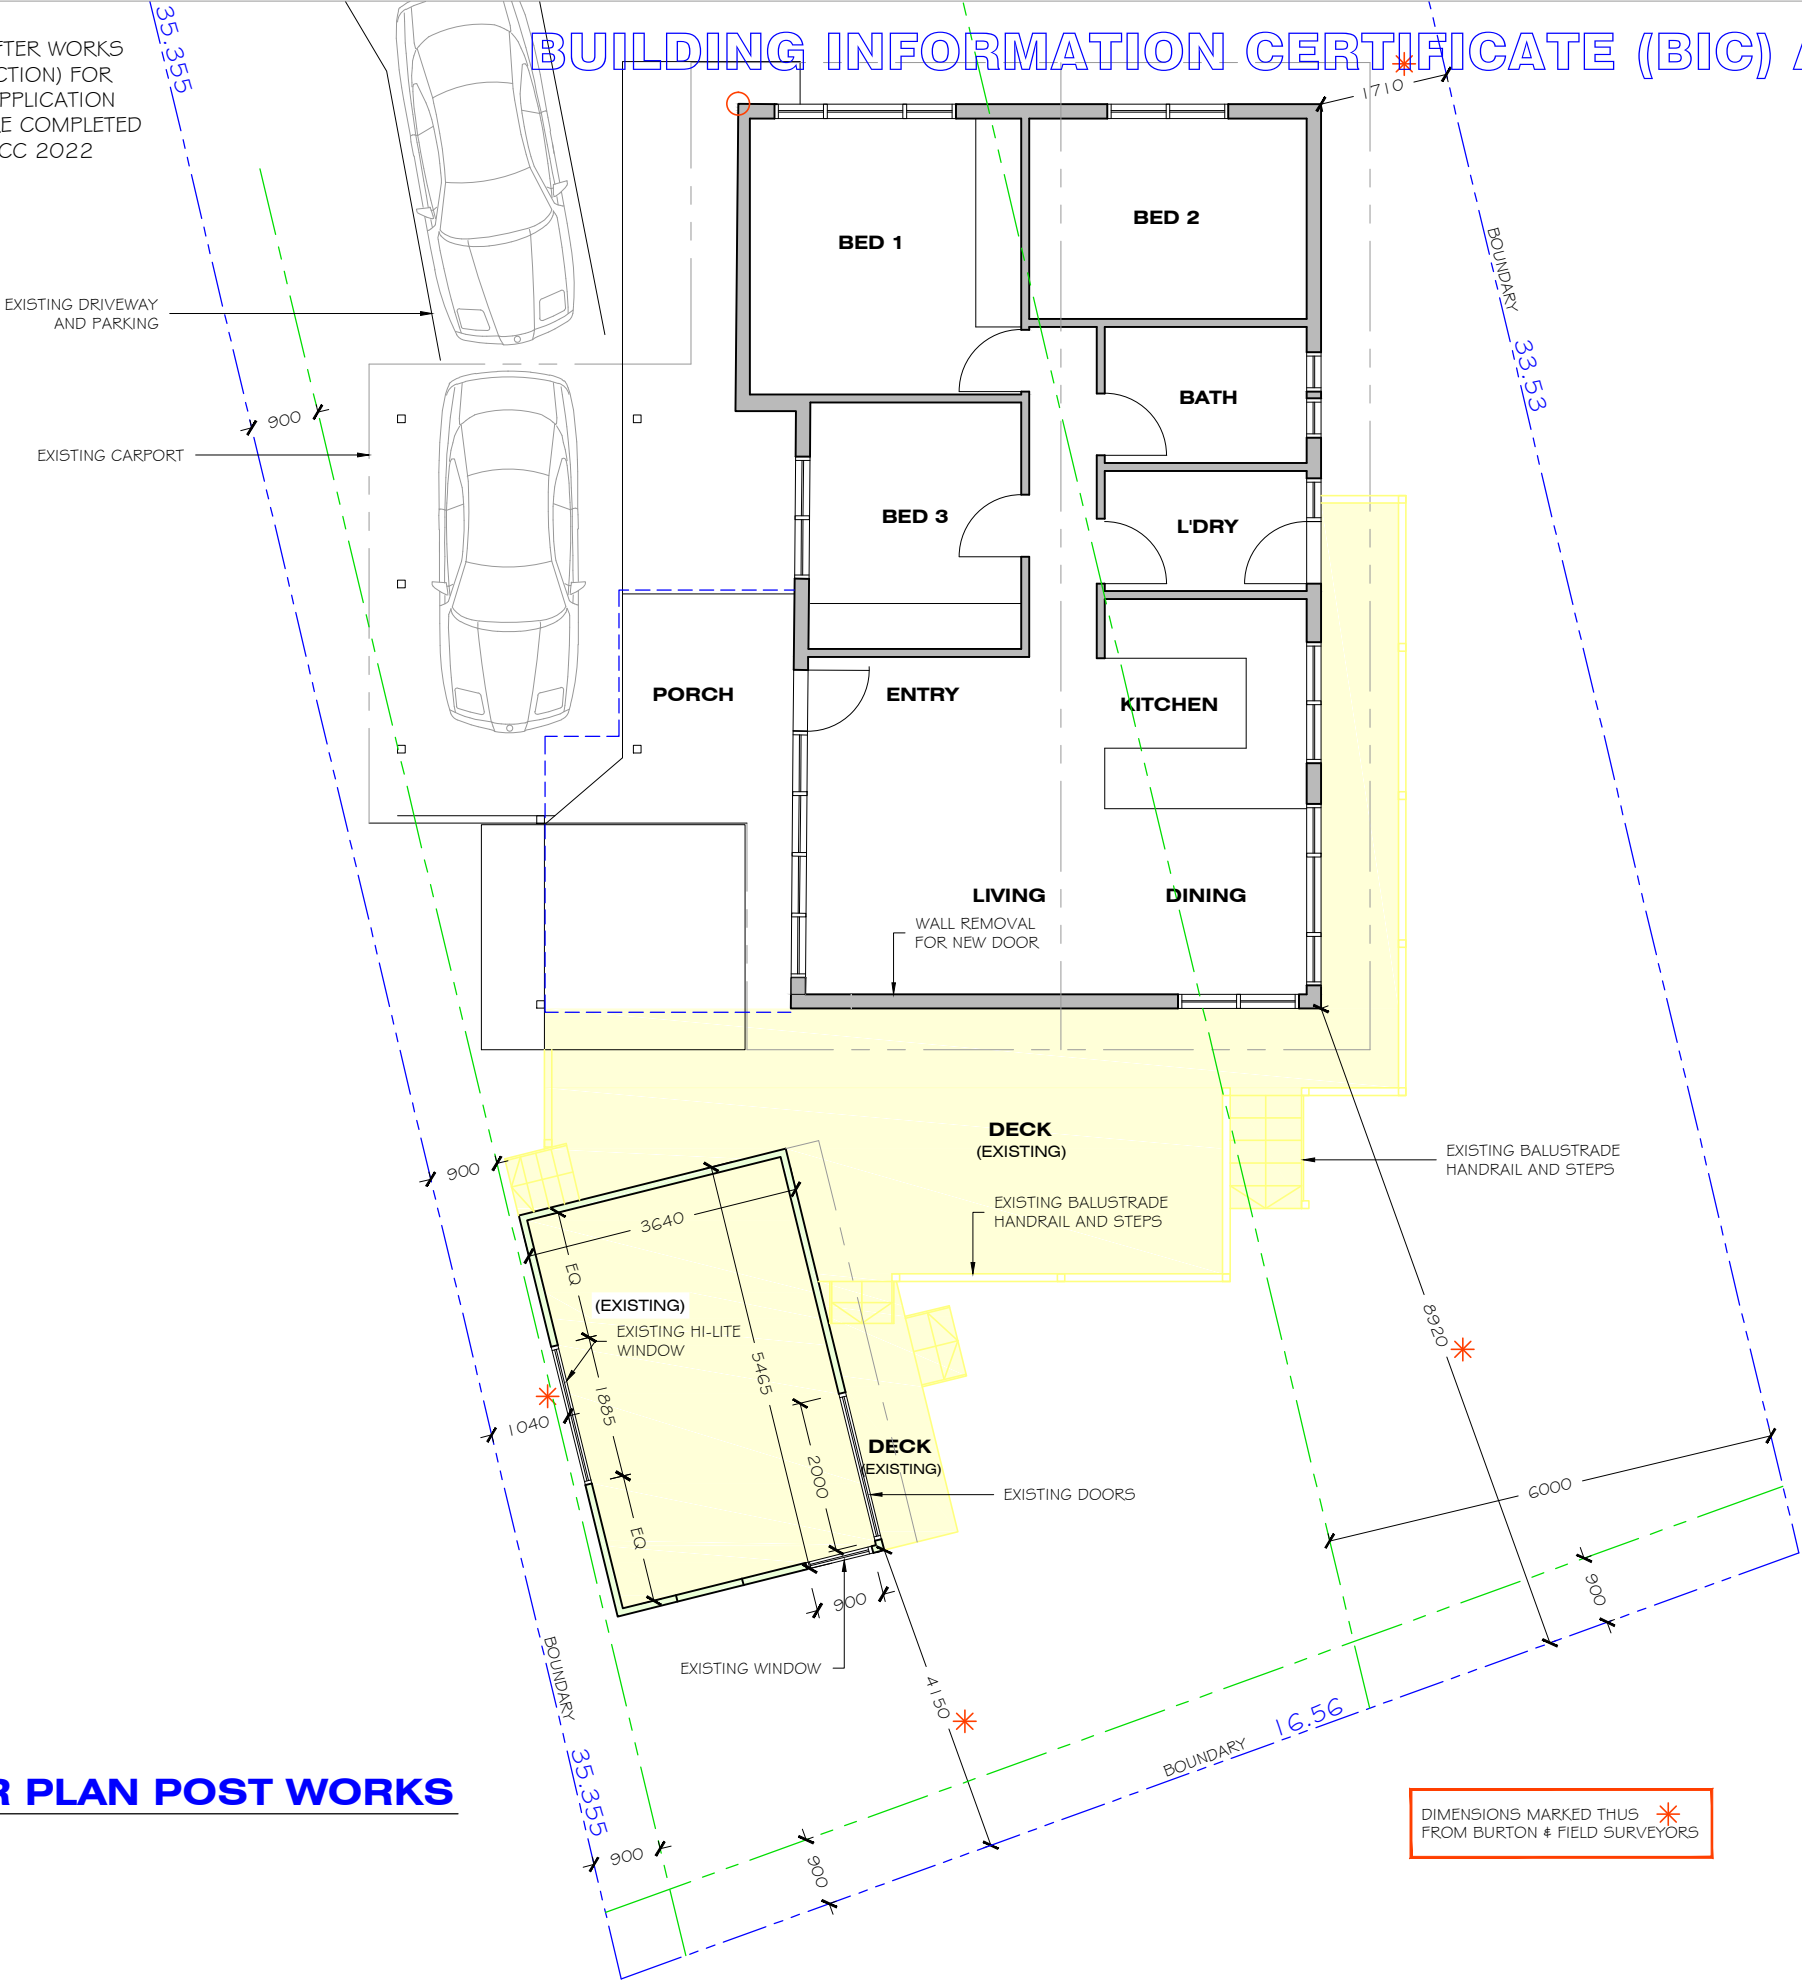 BUILDING INFORMATION CERTIFICATE (BIC)
FTER WORKS
CTION) FOR
PPLICATION
E COMPLETED
CC 2022
35.355
1710
BOUNDARY
33.53
EXISTING DRIVEWAY
AND PARKING
900
EXISTING CARPORT
BED 1
BED 2
BATH
BED 3
L'DRY
PORCH
ENTRY
KITCHEN
LIVING
DINING
WALL REMOVAL
FOR NEW DOOR
DECK
(EXISTING)
EXISTING BALUSTRADE
HANDRAIL AND STEPS
EXISTING BALUSTRADE
HANDRAIL AND STEPS
900
3640
EQ
(EXISTING)
EXISTING HI-LITE
WINDOW
5465
1885
1040
2000
EQ
DECK
(EXISTING)
EXISTING DOORS
8920
6000
900
900
EXISTING WINDOW
4150
BOUNDARY
35.355
16.56
BOUNDARY
R PLAN POST WORKS
900
900
DIMENSIONS MARKED THUS
FROM BURTON & FIELD SURVEYORS